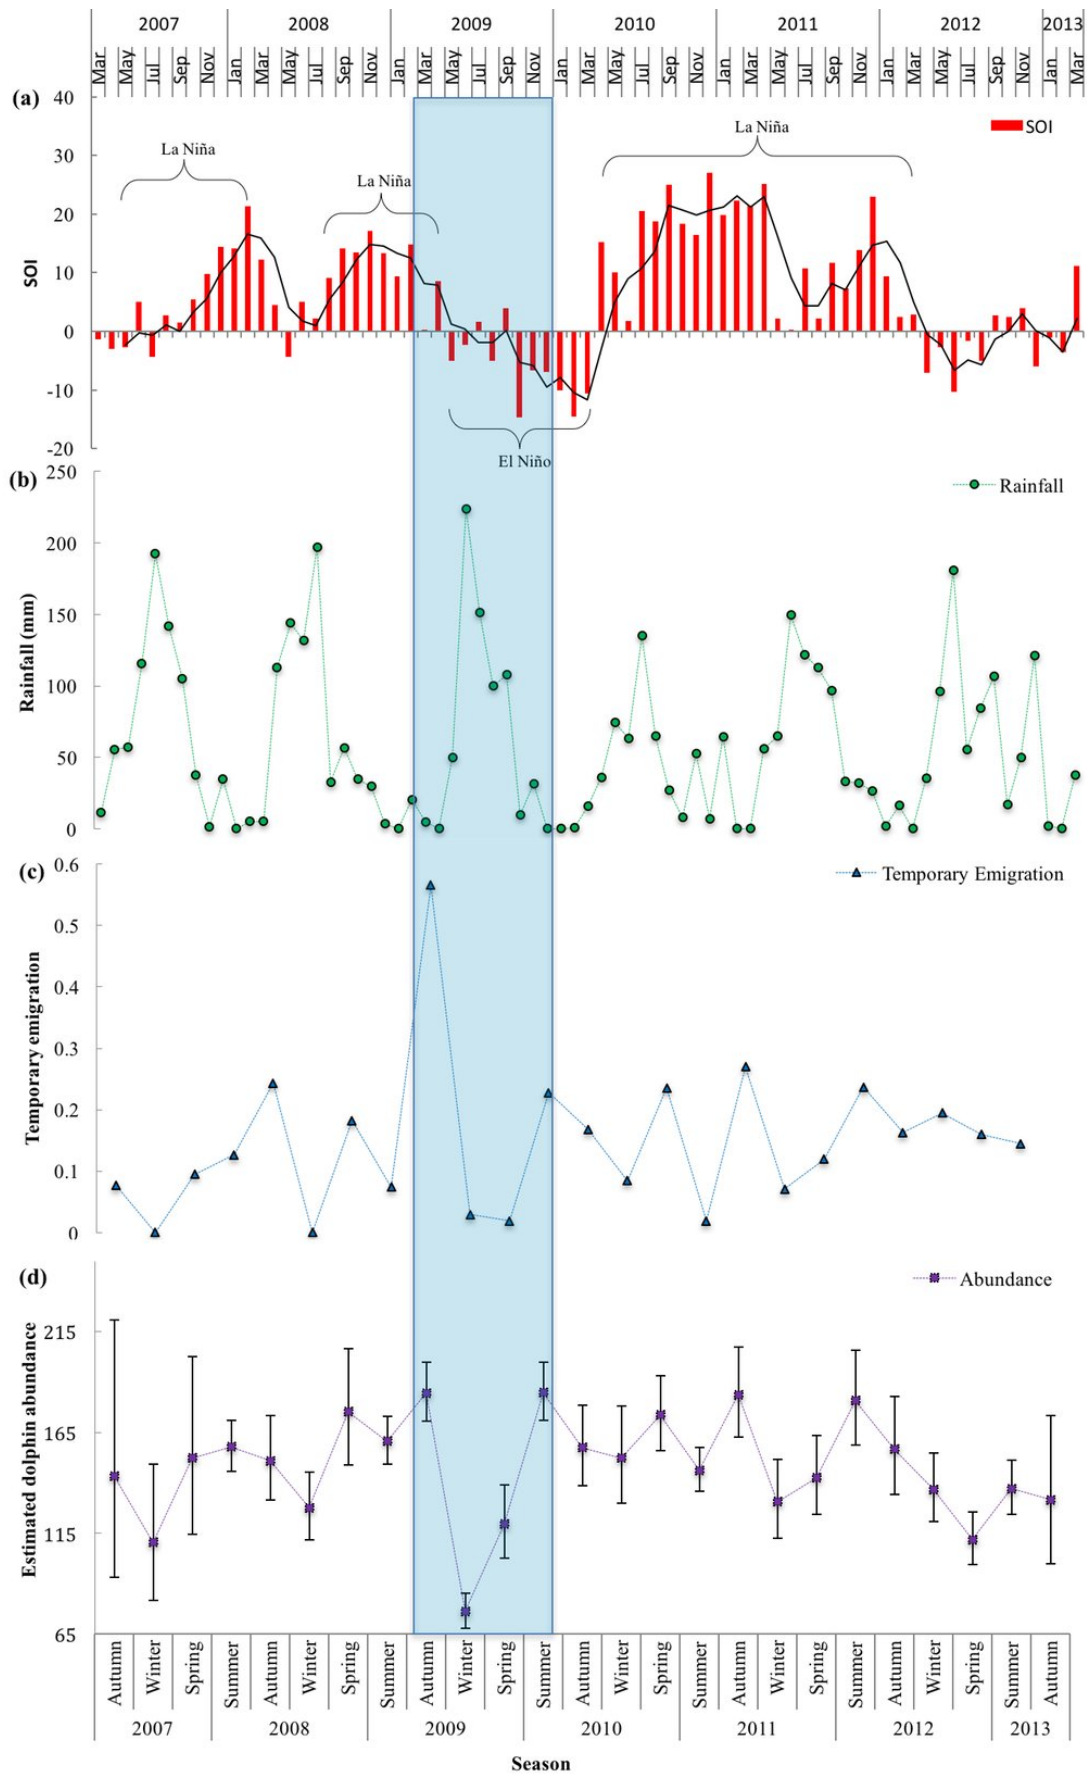 2007 2008 2009 2010 2011 2012 2013
Mar May Jul Sep Nov Jan Mar May Jul Sep Nov Jan Mar May Jul Sep Nov Jan Mar May Jul Sep Nov Jan Mar May Jul Sep Nov Jan Mar May Jul Sep Nov Jan Mar
(a)
40
30
20
10
0
-10
-20
SOI
La Niña
La Niña
La Niña
El Niño
SOI
(b)
250
200
150
100
50
0
Rainfall (mm)
Rainfall
(c)
0.6
0.5
0.4
0.3
0.2
0.1
0
Temporary emigration
Temporary Emigration
(d)
215
165
115
65
Estimated dolphin abundance
Abundance
Autumn Winter Spring Summer Autumn Winter Spring Summer Autumn Winter Spring Summer Autumn Winter Spring Summer Autumn Winter Spring Summer Autumn Winter Spring Summer Autumn
2007 2008 2009 2010 2011 2012 2013
Season